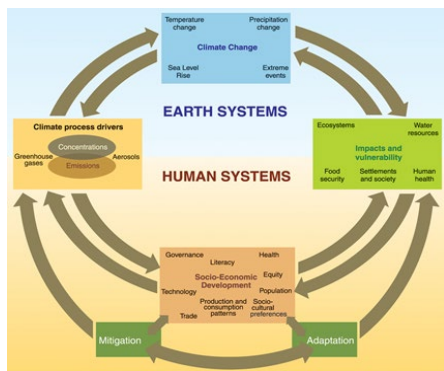 Temperature change
Precipitation change
Climate Change
Sea Level Rise
Extreme events
EARTH SYSTEMS
Climate process drivers
Concentrations
Greenhouse gases
Aerosols
Emissions
Ecosystems
Water resources
Impacts and vulnerability
Food security
Settlements and society
Human health
HUMAN SYSTEMS
Governance
Health
Literacy
Socio-Economic Development
Equity
Technology
Population
Production and consumption patterns
Socio-cultural preferences
Trade
Mitigation
Adaptation